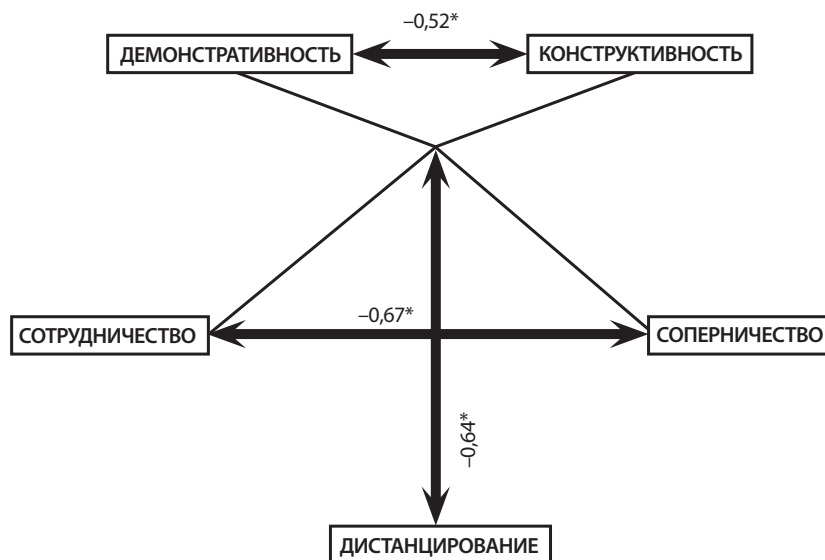 –0,52*
ДЕМОНСТРАТИВНОСТЬ
КОНСТРУКТИВНОСТЬ
–0,67*
СОТРУДНИЧЕСТВО
СОПЕРНИЧЕСТВО
–0,64*
ДИСТАНЦИРОВАНИЕ